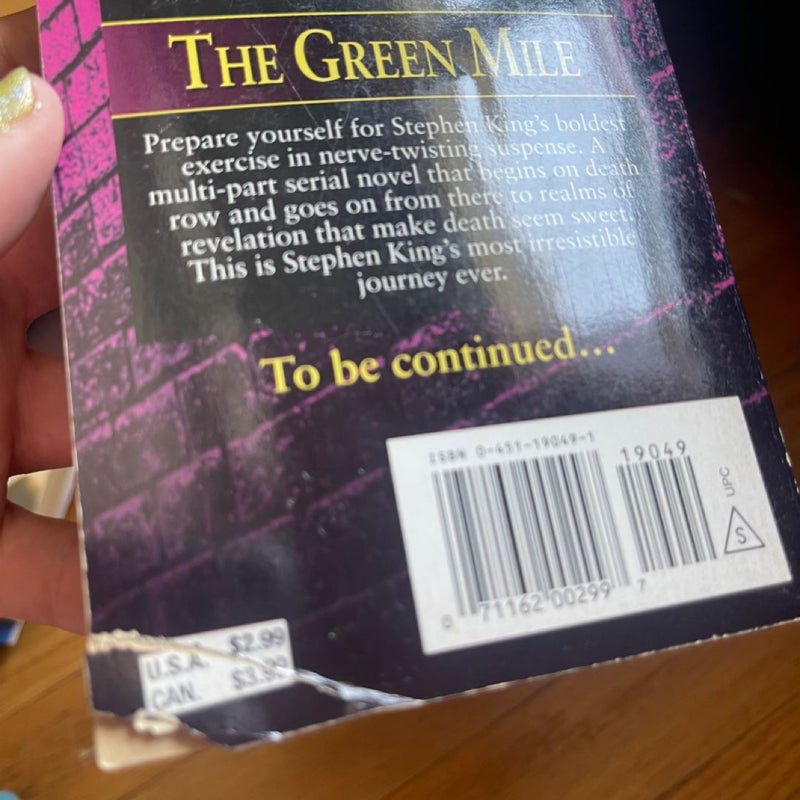 THE GREEN MILE
Prepare yourself for Stephen King's boldest
exercise in nerve-twisting suspense. A
multi-part serial novel that begins on death
row and goes on from there to realms of
revelation that make death seem sweet.
This is Stephen King's most irresistible
journey ever.
To be continued...
ISBN 0-451-19049-1
19049
UPC
S
0 71162 00299 7
U.S.A. $2.99
CAN. $3.99